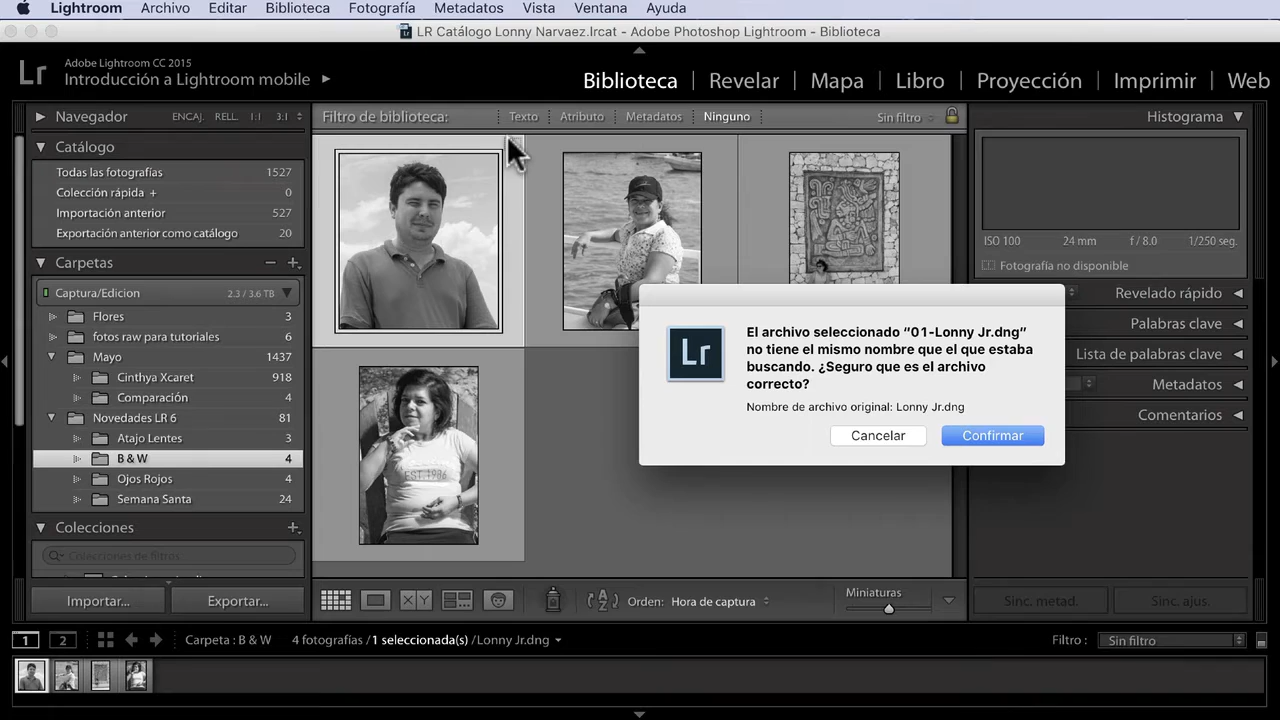 Lightroom Archivo Editar Biblioteca Fotografía Metadatos Vista Ventana Ayuda
LR Catálogo Lonny Narvaez.lrcat - Adobe Photoshop Lightroom - Biblioteca
Lr
Adobe Lightroom CC 2015
Introducción a Lightroom mobile
Biblioteca | Revelar | Mapa | Libro | Proyección | Imprimir | Web
Navegador ENCAJ. RELL. 1:1 3:1
Filtro de biblioteca: Texto Atributo Metadatos Ninguno Sin filtro
Histograma
Catálogo
Todas las fotografías 1527
Colección rápida + 0
Importación anterior 527
Exportación anterior como catálogo 20
Carpetas
Captura/Edicion 2.3 / 3.6 TB
Flores 3
fotos raw para tutoriales 6
Mayo 1437
Cinthya Xcaret 918
Comparación 4
Novedades LR 6 31
Atajo Lentes 3
B & W 4
Ojos Rojos 4
Semana Santa 24
Colecciones
Colecciones de filtros
Importar... Exportar...
EST. 1986
ISO 100 24 mm f / 8.0 1/250 seg.
Fotografía no disponible
Revelado rápido
Palabras clave
Lista de palabras clave
Metadatos
Comentarios
Lr
El archivo seleccionado “01-Lonny Jr.dng”
no tiene el mismo nombre que el que estaba
buscando. ¿Seguro que es el archivo
correcto?
Nombre de archivo original: Lonny Jr.dng
Cancelar Confirmar
Orden: Hora de captura Miniaturas
Sinc. metad. Sinc. ajus.
1 2 Carpeta : B & W 4 fotografías / 1 seleccionada(s) / Lonny Jr.dng Filtro : Sin filtro